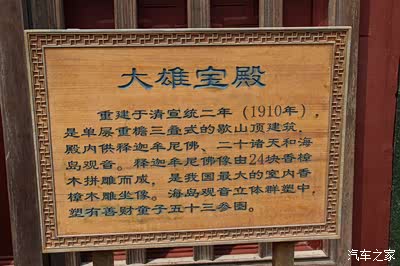 大雄宝殿
重建于清宣统二年（1910年），
是单层重檐三叠式的歇山顶建筑，
殿内供释迦牟尼佛、二十诸天和海
岛观音。释迦牟尼佛像由24块香樟
木拼雕而成，是我国最大的室内香
樟木雕坐像。海岛观音立体群塑中，
塑有善财童子五十三参图。
汽车之家